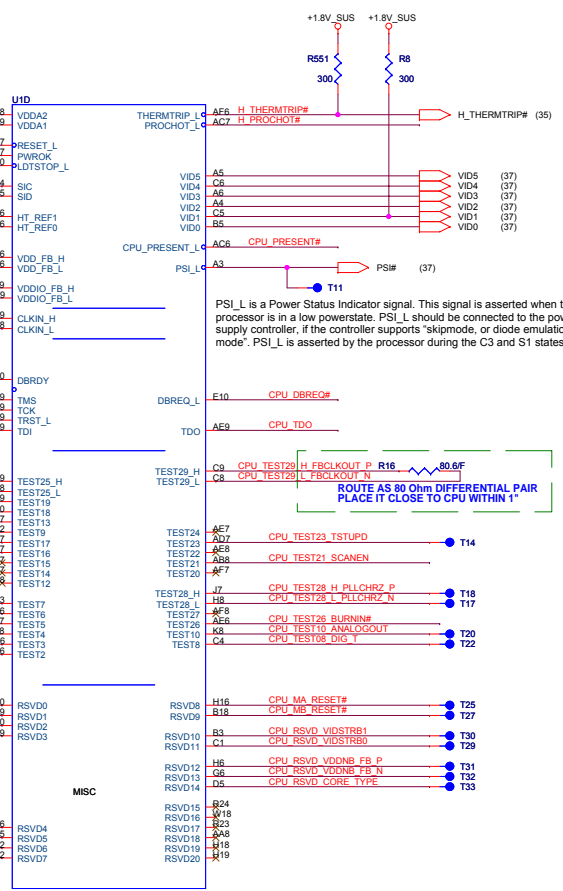 +1.8V_SUS +1.8V_SUS
R551 R8
300 300
U1D
VDDA2 THERMTRIP_L AF6 H_THERMTRIP# H_THERMTRIP# (35)
VDDA1 PROCHOT_L AC7 H_PROCHOT#
RESET_L
PWROK
LDTSTOP_L
VID5 A5 VID5 (37)
SIC VID4 C6 VID4 (37)
SID VID3 A6 VID3 (37)
VID2 A4 VID2 (37)
HT_REF1 VID1 C5 VID1 (37)
HT_REF0 VID0 B5 VID0 (37)
CPU_PRESENT_L AC6 CPU_PRESENT#
VDD_FB_H
VDD_FB_L PSI_L A3 PSI# (37)
VDDIO_FB_H T11
VDDIO_FB_L
PSI_L is a Power Status Indicator signal. This signal is asserted when
processor is in a low powerstate. PSI_L should be connected to the
CLKIN_H
CLKIN_L
supply controller, if the controller supports "skipmode, or diode
mode". PSI_L is asserted by the processor during the C3 and S1 states
DBRDY
TMS DBREQ_L E10 CPU_DBREQ#
TCK
TRST_L
TDI TDO AE9 CPU_TDO
TEST29_H C9 CPU_TEST29_H_FBCLKOUT_P R16 80.6/F
TEST25_H TEST29_L C8 CPU_TEST29_L_FBCLKOUT_N
TEST25_L
ROUTE AS 80 Ohm DIFFERENTIAL PAIR
PLACE IT CLOSE TO CPU WITHIN 1"
TEST19
TEST18
TEST13
TEST9 TEST24 AE7
TEST17 TEST23 AD7 CPU_TEST23_TSTUPD T14
TEST16 TEST22 AE8
TEST15 TEST21 AB8 CPU_TEST21_SCANEN
TEST14 TEST20 AF7
TEST12
TEST28_H J7 CPU_TEST28_H_PLLCHRZ_P T18
TEST7 TEST28_L H8 CPU_TEST28_L_PLLCHRZ_N T17
TEST6 TEST27 AF8
TEST5 TEST26 AE6 CPU_TEST26_BURNIN#
TEST4 TEST10 K8 CPU_TEST10_ANALOGOUT T20
TEST3 TEST8 C4 CPU_TEST08_DIG_T T22
TEST2
RSVD0 RSVD8 H16 CPU_MA_RESET# T25
RSVD1 RSVD9 B18 CPU_MB_RESET# T27
RSVD2
RSVD3 RSVD10 B3 CPU_RSVD_VIDSTRB1 T30
RSVD11 C1 CPU_RSVD_VIDSTRB0 T29
RSVD12 H6 CPU_RSVD_VDDNB_FB_P T31
RSVD13 G6 CPU_RSVD_VDDNB_FB_N T32
RSVD14 D5 CPU_RSVD_CORE_TYPE T33
MISC
RSVD15 R24
RSVD16 W18
RSVD4 RSVD17 R23
RSVD5 RSVD18 AA8
RSVD6 RSVD19 H18
RSVD7 RSVD20 H19